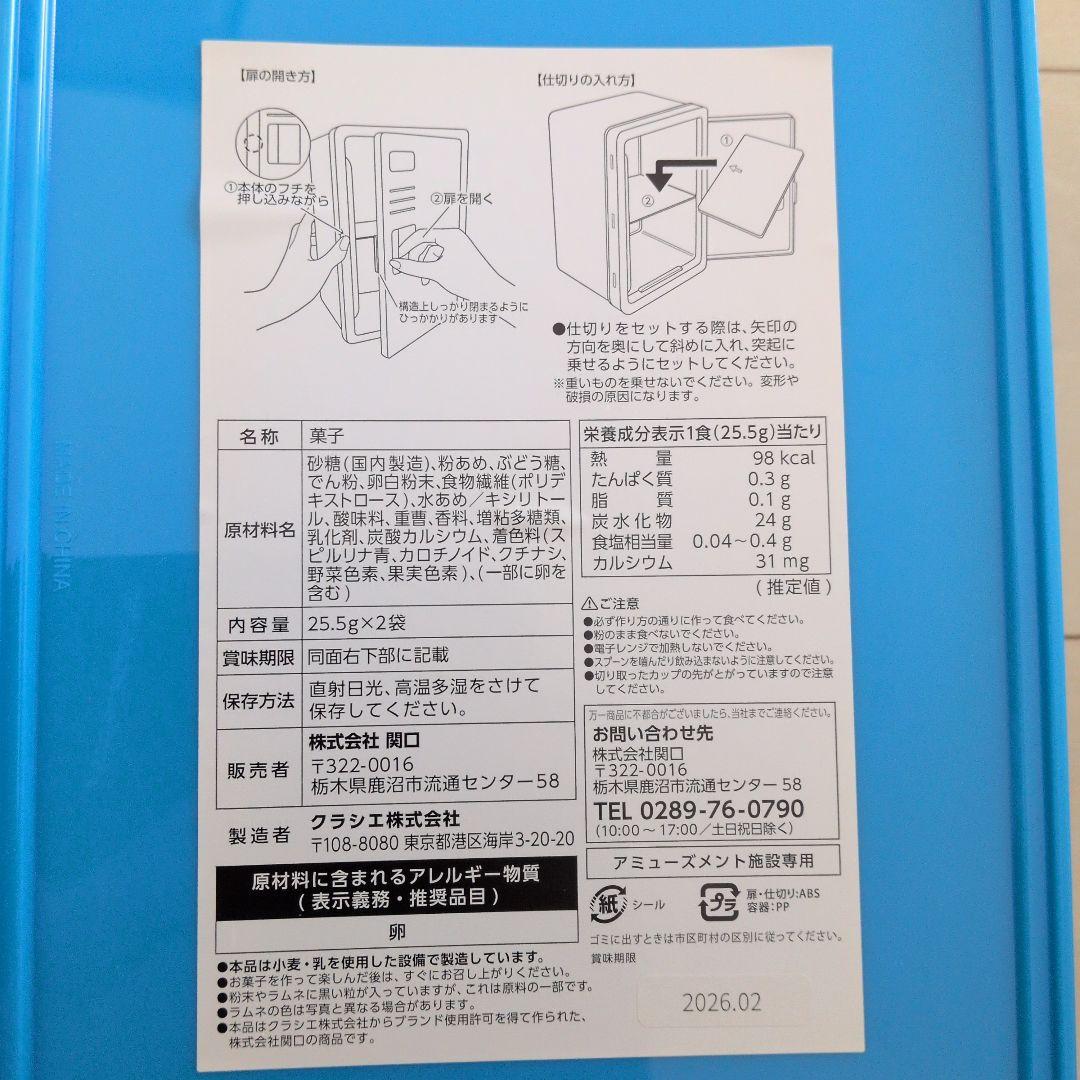 【扉の開き方】
①本体のフチを
押し込みながら
②扉を開く
構造上しっかり閉まるように
ひっかかりがあります
【仕切りの入れ方】
①
②
●仕切りをセットする際は、矢印の
方向を奥にして斜めに入れ、突起に
乗せるようにセットしてください。
※重いものを乗せないでください。変形や
破損の原因になります。
名称 菓子
原材料名
砂糖(国内製造)、粉あめ、ぶどう糖、
でん粉、卵白粉末、食物繊維(ポリデ
キストロース)、水あめ／キシリトー
ル、酸味料、重曹、香料、増粘多糖類、
乳化剤、炭酸カルシウム、着色料(ス
ピルリナ青、カロチノイド、クチナシ、
野菜色素、果実色素)、(一部に卵を
含む)
内容量 25.5g×2袋
賞味期限 同面右下部に記載
保存方法
直射日光、高温多湿をさけて
保存してください。
販売者
株式会社 関口
〒322-0016
栃木県鹿沼市流通センター58
製造者
クラシエ株式会社
〒108-8080 東京都港区海岸3-20-20
原材料に含まれるアレルギー物質
(表示義務・推奨品目)
卵
●本品は小麦・乳を使用した設備で製造しています。
●お菓子を作って楽しんだ後は、すぐにお召し上がりください。
●粉末やラムネに黒い粒が入っていますが、これは原料の一部です。
●ラムネの色は写真と異なる場合があります。
●本品はクラシエ株式会社からブランド使用許可を得て作られた、
株式会社関口の商品です。
栄養成分表示1食(25.5g)当たり
熱量 98 kcal
たんぱく質 0.3 g
脂質 0.1 g
炭水化物 24 g
食塩相当量 0.04～0.4 g
カルシウム 31 mg
(推定値)
⚠ご注意
●必ず作り方の通りに作って食べてください。
●粉のまま食べないでください。
●電子レンジで加熱しないでください。
●スプーンを噛んだり飲み込まないように注意してください。
●切り取ったカップの先がとがっていますので注意
してください。
万一商品に不都合がございましたら、当社までご連絡ください。
お問い合わせ先
株式会社関口
〒322-0016
栃木県鹿沼市流通センター 58
TEL 0289-76-0790
(10:00～17:00／土日祝日除く)
アミューズメント施設専用
紙 シール
プラ 扉・仕切り:ABS
容器:PP
ゴミに出すときは市区町村の区別に従ってください。
賞味期限
2026.02